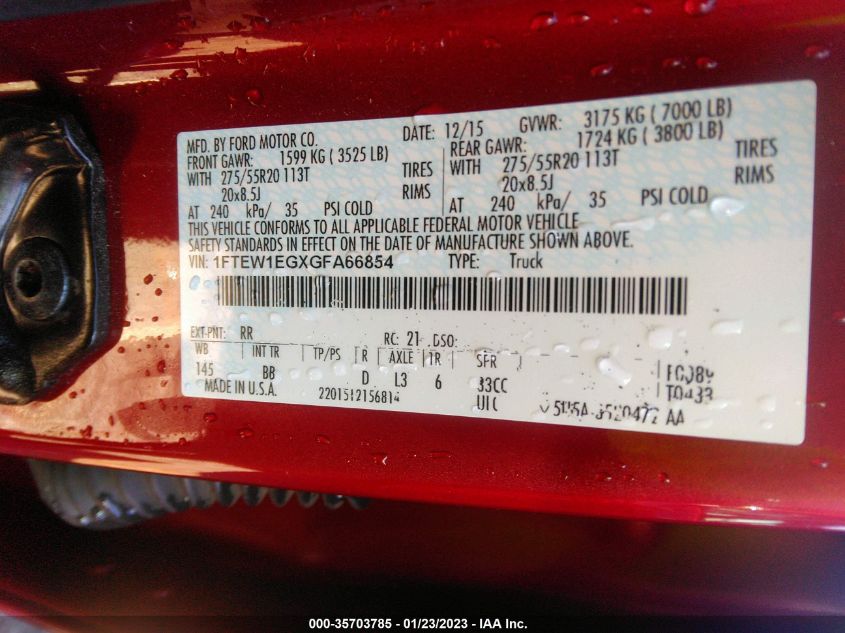 MFD. BY FORD MOTOR CO. DATE: 12/15 GVWR: 3175 KG ( 7000 LB)
FRONT GAWR: 1599 KG (3525 LB) REAR GAWR: 1724 KG ( 3800 LB)
WITH 275/55R20 113T TIRES WITH 275/55R20 113T TIRES
20x8.5J RIMS 20x8.5J RIMS
AT 240 kPa/ 35 PSI COLD AT 240 kPa/ 35 PSI COLD
THIS VEHICLE CONFORMS TO ALL APPLICABLE FEDERAL MOTOR VEHICLE
SAFETY STANDARDS IN EFFECT ON THE DATE OF MANUFACTURE SHOWN ABOVE.
VIN: 1FTEW1EGXGFA66854 TYPE: Truck
EXT-PNT: RR RC: 21 DSO:
WB INT TR TP/PS R AXLE TR SPR
145 BB D L3 6 33CC
MADE IN U.S.A. 2201512156814 AA
000-35703785 - 01/23/2023 - IAA Inc.